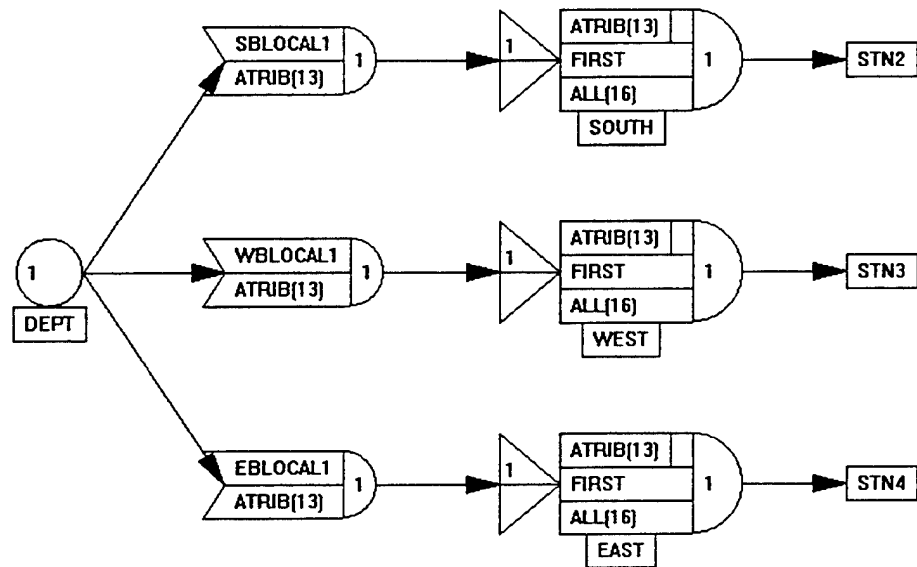 SBLOCAL1
ATRIB(13)
1
1
ATRIB(13)
FIRST
ALL(16)
1
SOUTH
STN2
1
DEPT
WBLOCAL1
ATRIB(13)
1
1
ATRIB(13)
FIRST
ALL(16)
1
WEST
STN3
EBLOCAL1
ATRIB(13)
1
1
ATRIB(13)
FIRST
ALL(16)
1
EAST
STN4